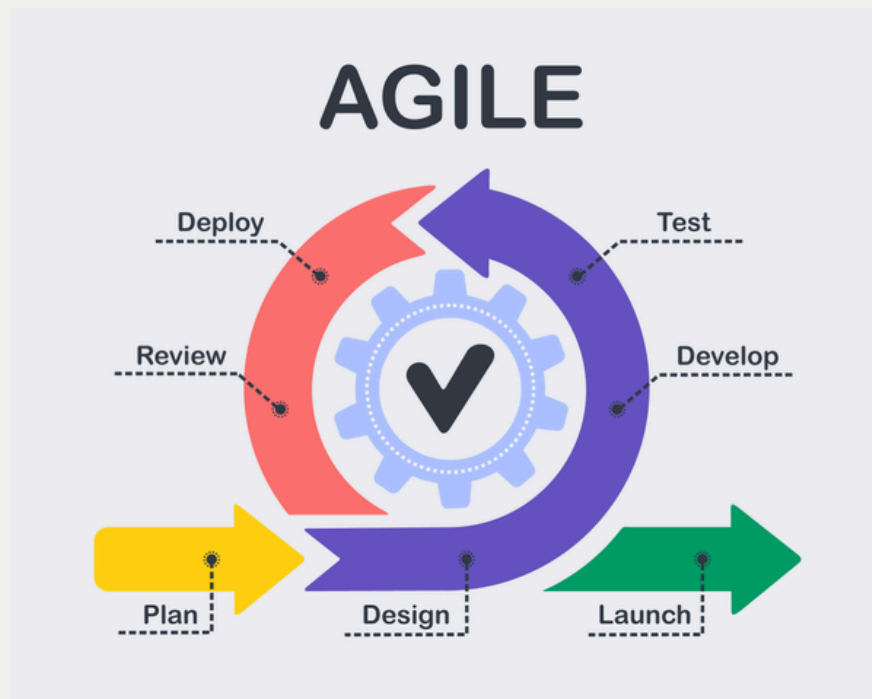 AGILE
Deploy
Test
Review
Develop
Plan
Design
Launch